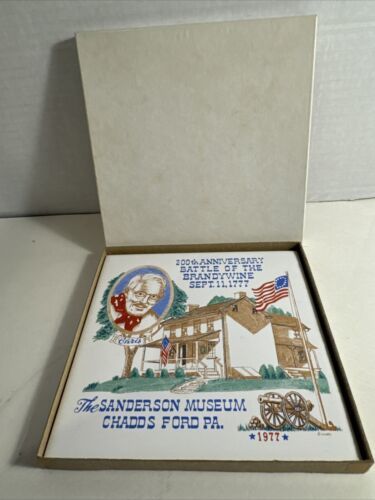 200th ANNIVERSARY
BATTLE OF THE
BRANDYWINE
SEPT. 11, 1777
Chris
The SANDERSON MUSEUM
CHADDS FORD PA.
★ 1977 ★